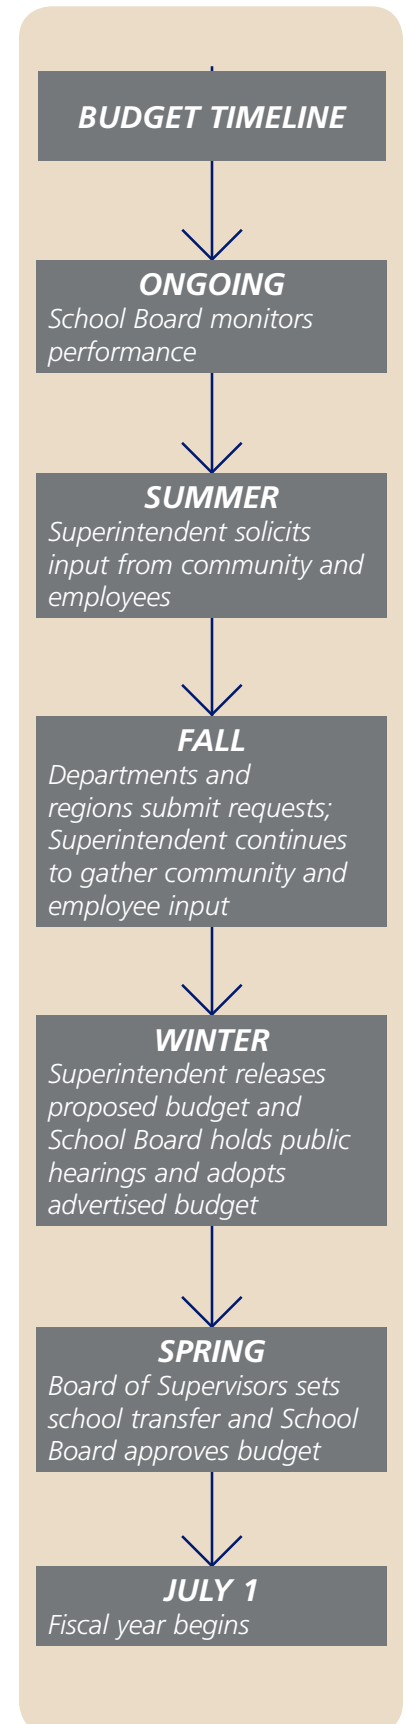 BUDGET TIMELINE
ONGOING
School Board monitors
performance
SUMMER
Superintendent solicits
input from community and
employees
FALL
Departments and
regions submit requests;
Superintendent continues
to gather community and
employee input
WINTER
Superintendent releases
proposed budget and
School Board holds public
hearings and adopts
advertised budget
SPRING
Board of Supervisors sets
school transfer and School
Board approves budget
JULY 1
Fiscal year begins